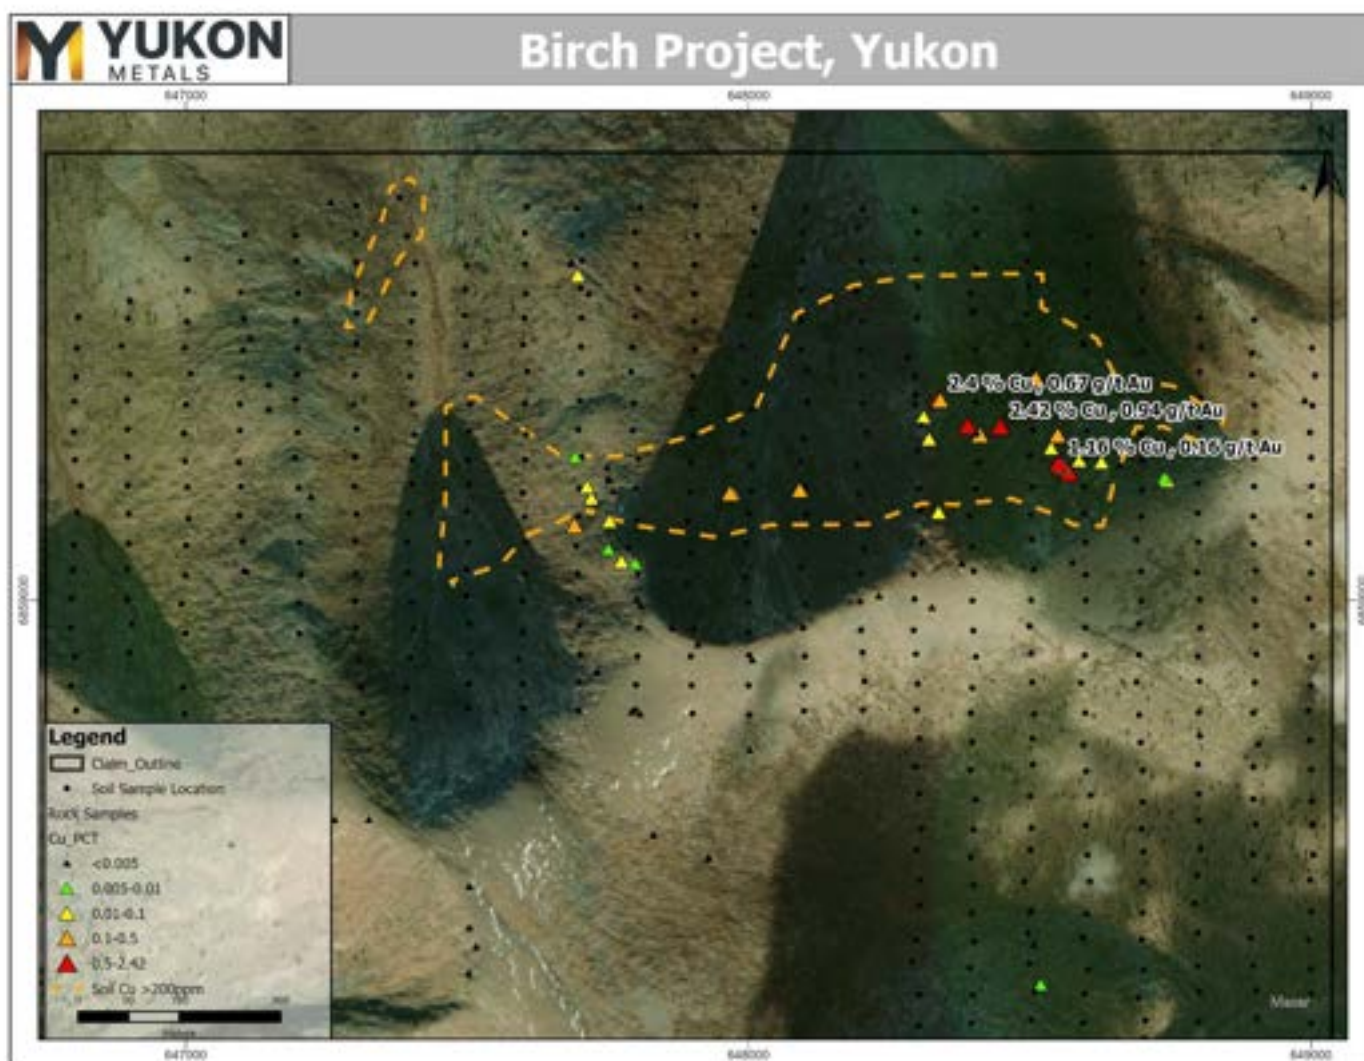 YUKON
METALS
Birch Project, Yukon
647000 648000 649000
N
2.4 % Cu , 0.67 g/t Au
2.42 % Cu , 0.94 g/t Au
1.16 % Cu , 0.16 g/t Au
Legend
Claim_Outline
Soil Sample Location
Rock Samples
Cu_PCT
<0.005
0.005-0.01
0.01-0.1
0.1-0.5
0.5-2.42
Soil Cu >200ppm
Maxar
647000 648000 649000